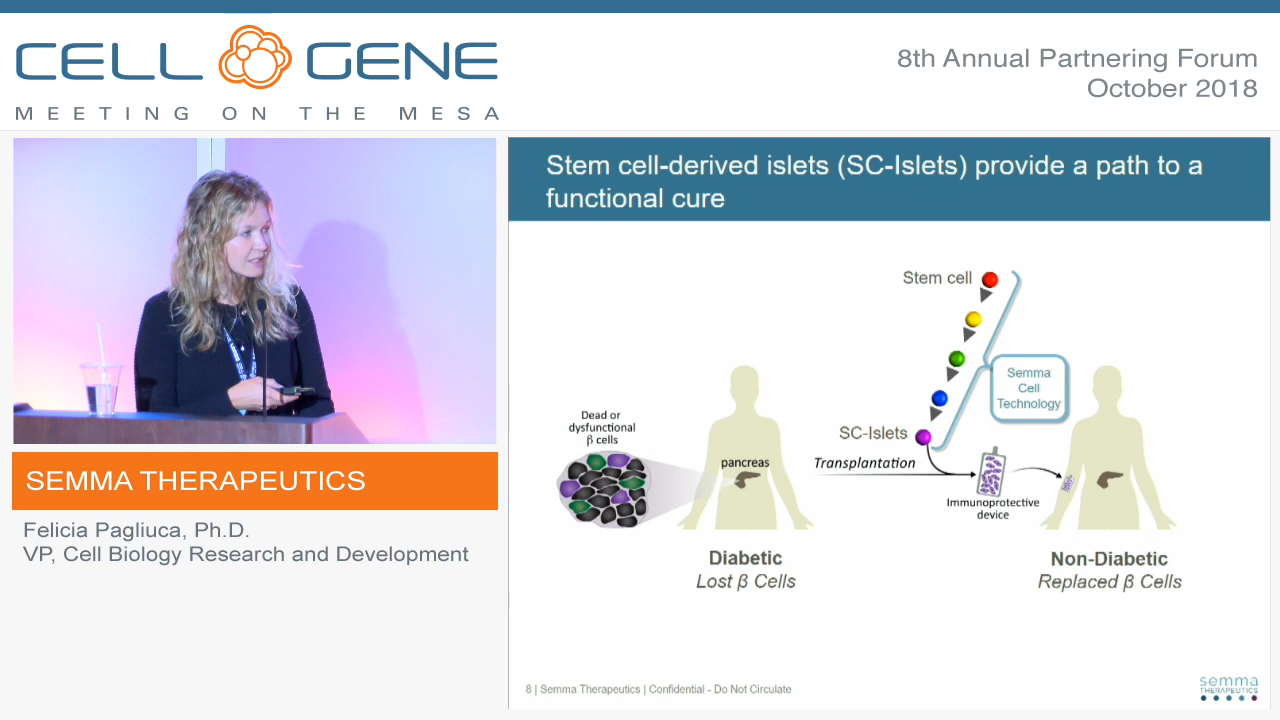 CELL GENE
MEETING ON THE MESA
8th Annual Partnering Forum
October 2018
SEMMA THERAPEUTICS
Felicia Pagliuca, Ph.D.
VP, Cell Biology Research and Development
Stem cell-derived islets (SC-Islets) provide a path to a
functional cure
Dead or
dysfunctional
β cells
pancreas
Diabetic
Lost β Cells
Stem cell
SC-Islets
Semma
Cell
Technology
Transplantation
Immunoprotective
device
Non-Diabetic
Replaced β Cells
8 | Semma Therapeutics | Confidential - Do Not Circulate
semma
THERAPEUTICS